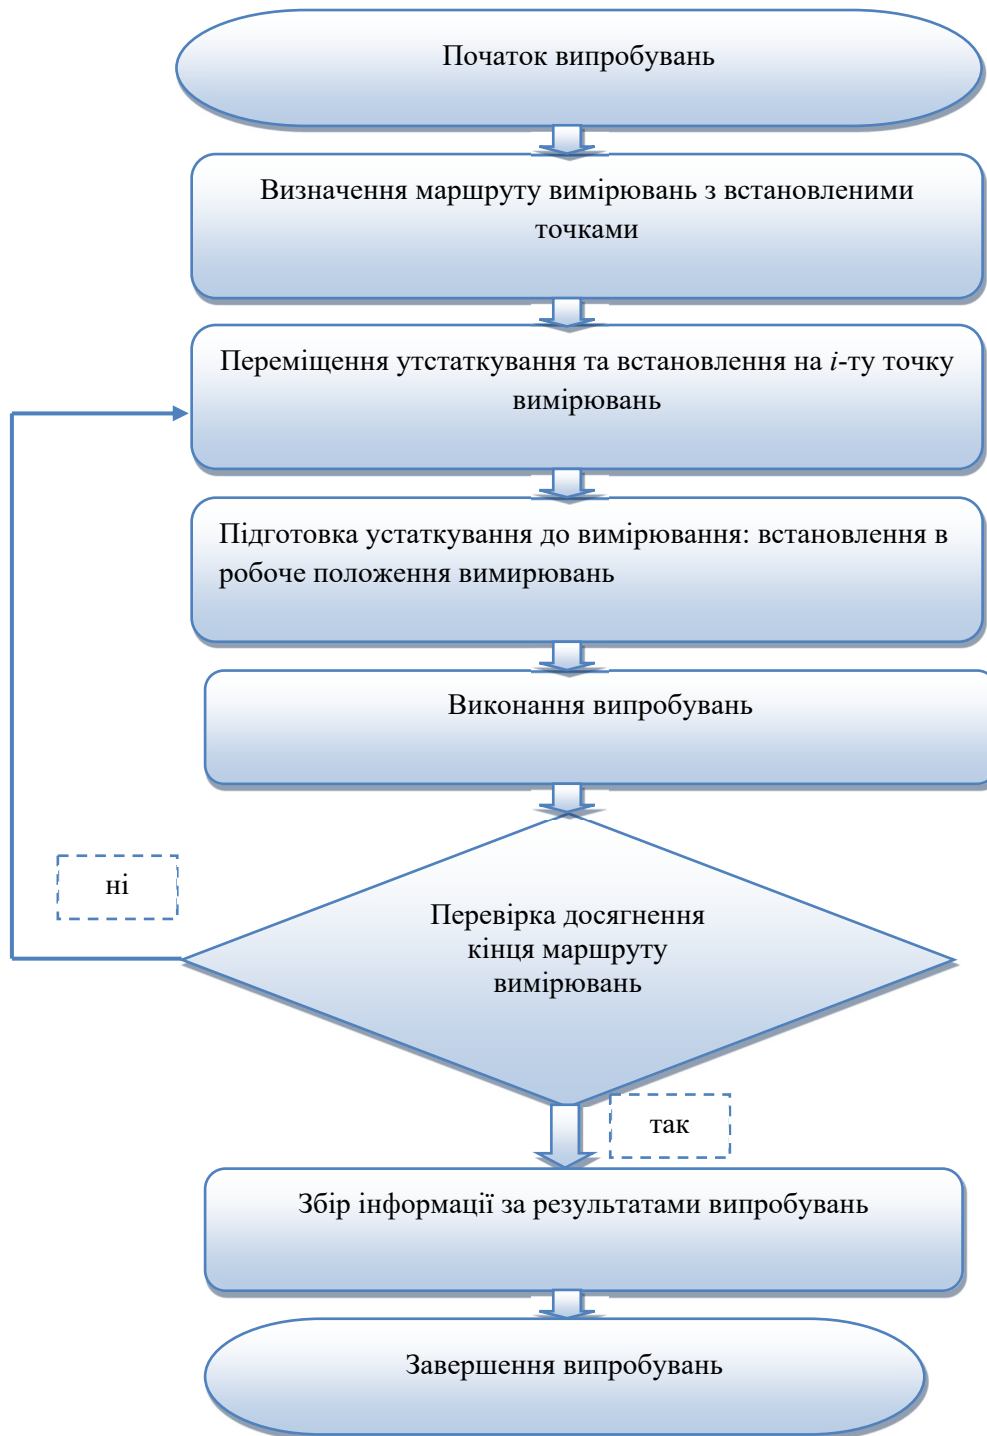 Початок випробувань
Визначення маршруту вимірювань з встановленими
точками
Переміщення утстаткування та встановлення на i-ту точку
вимірювань
Підготовка устаткування до вимірювання: встановлення в
робоче положення вимирювань
Виконання випробувань
ні
Перевірка досягнення
кінця маршруту
вимірювань
так
Збір інформації за результатами випробувань
Завершення випробувань